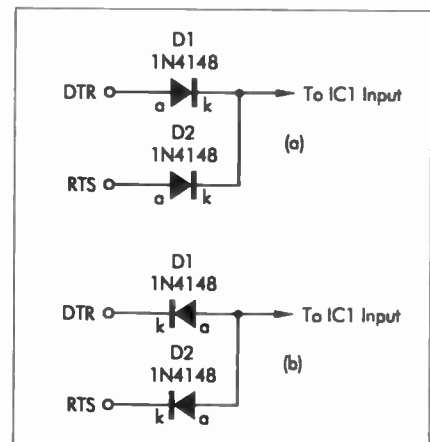 D1
1N4148
DTR
a
k
To IC1 Input
D2
1N4148
(a)
RTS
a
k
D1
1N4148
DTR
k
a
To IC1 Input
D2
1N4148
(b)
RTS
k
a